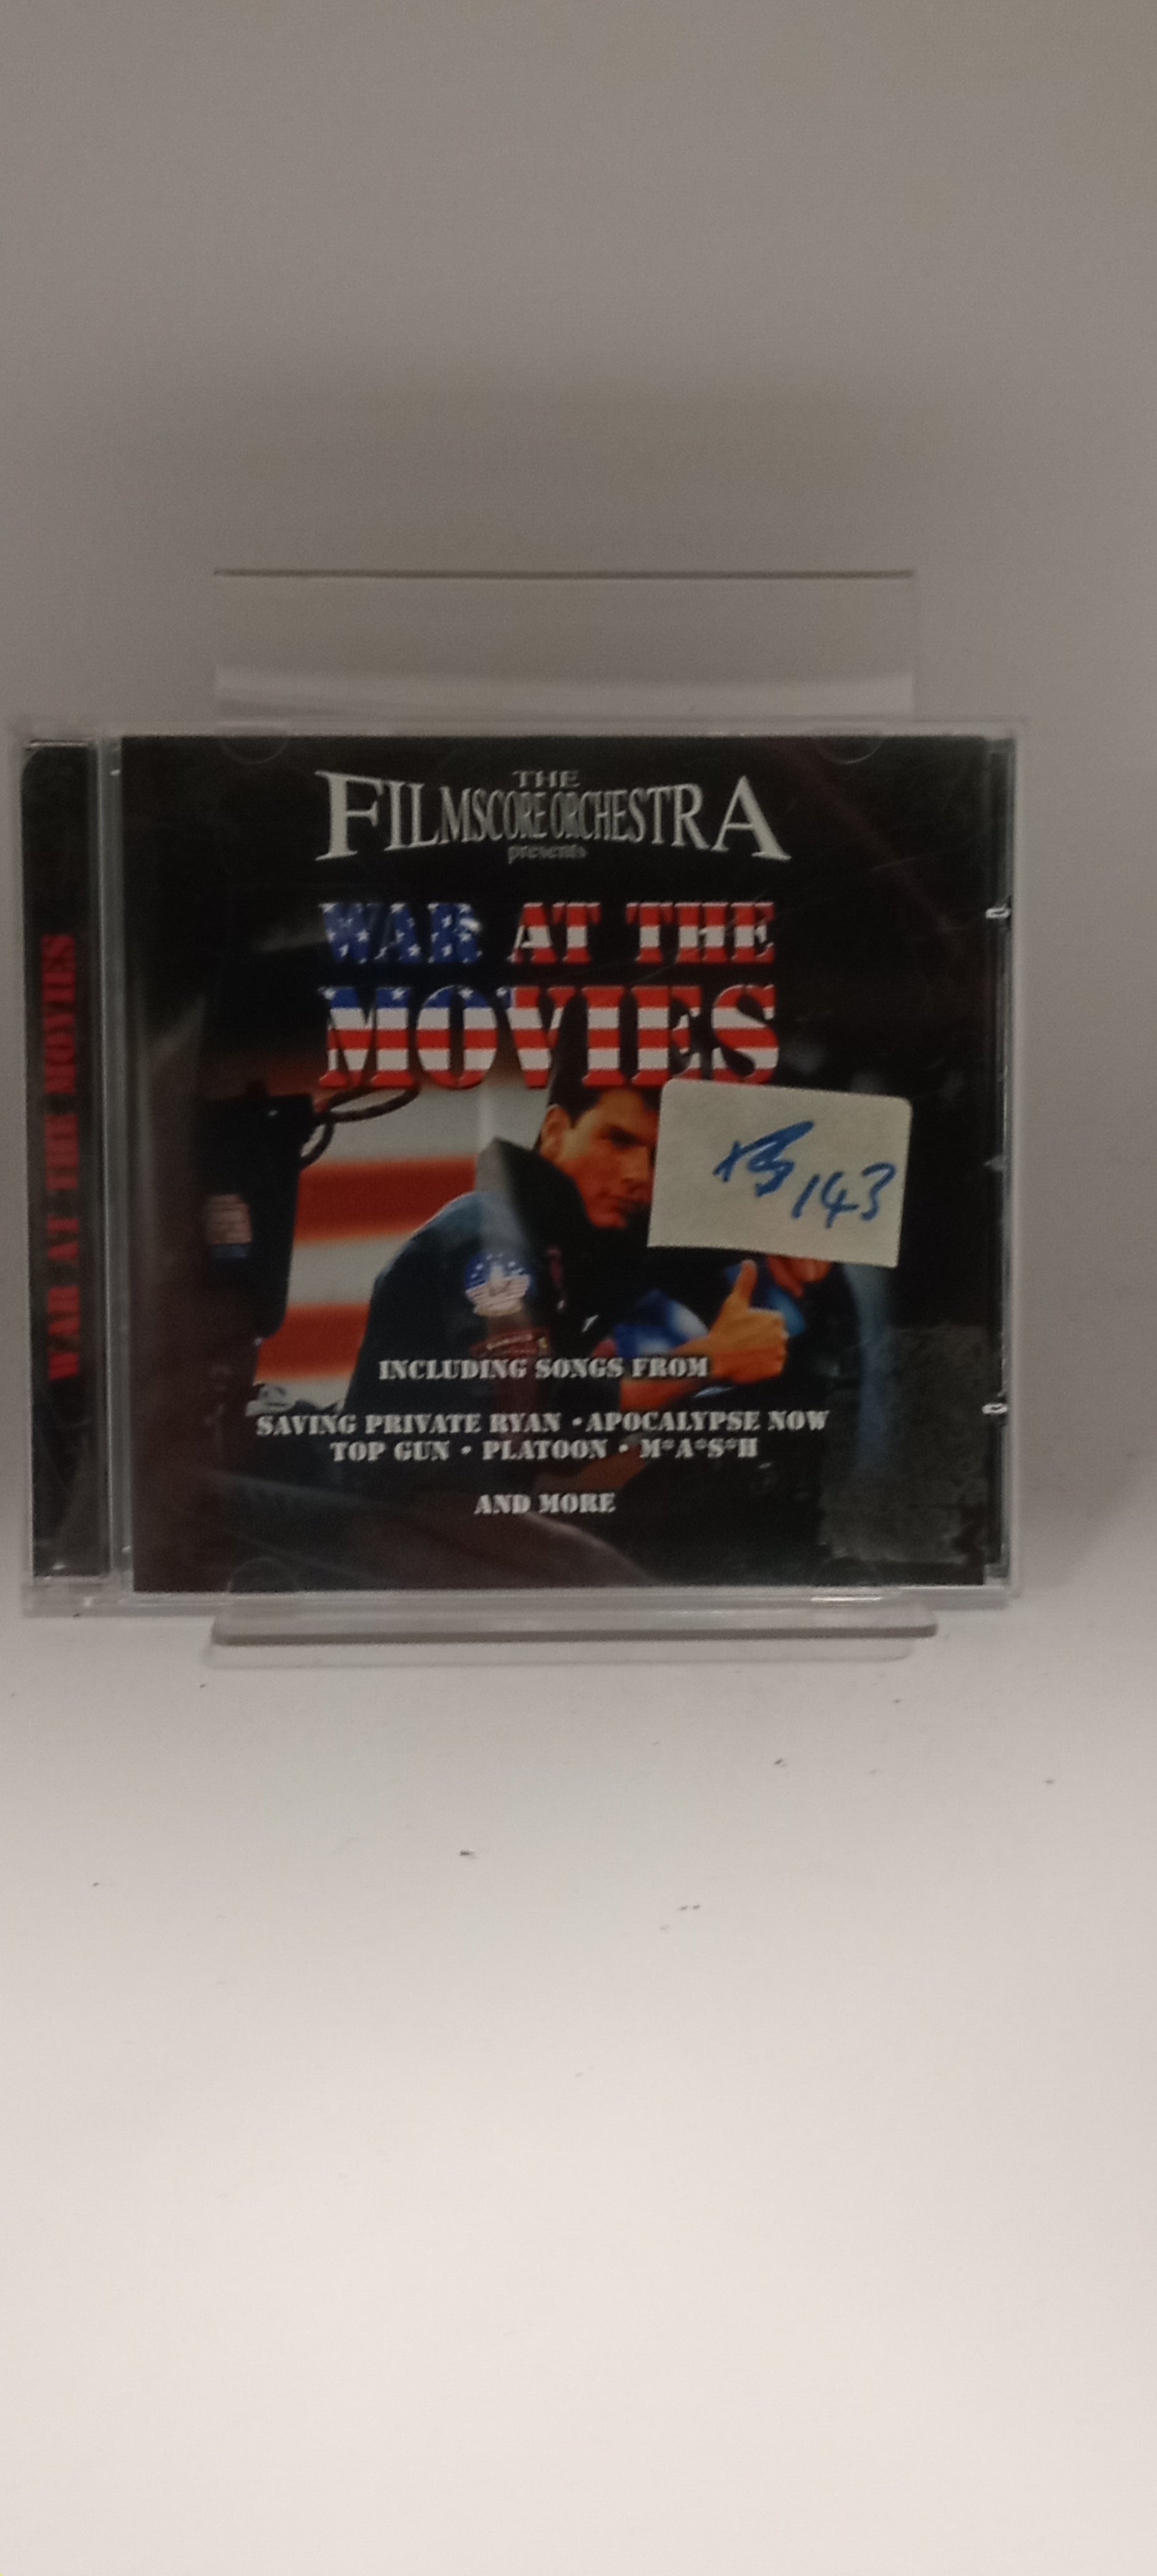 THE
FILMSCORE ORCHESTRA
presents
WAR AT THE
MOVIES
143
INCLUDING SONGS FROM
SAVING PRIVATE RYAN • APOCALYPSE NOW
TOP GUN • PLATOON • M*A*S*H
AND MORE
WAR AT THE MOVIES